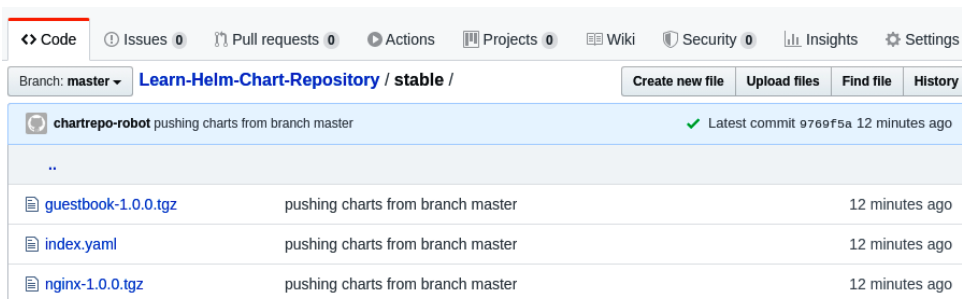 Code Issues 0 Pull requests 0 Actions Projects 0 Wiki Security 0 Insights Settings
Branch: master Learn-Helm-Chart-Repository / stable / Create new file Upload files Find file History
chartrepo-robot pushing charts from branch master Latest commit 9769f5a 12 minutes ago
..
guestbook-1.0.0.tgz pushing charts from branch master 12 minutes ago
index.yaml pushing charts from branch master 12 minutes ago
nginx-1.0.0.tgz pushing charts from branch master 12 minutes ago